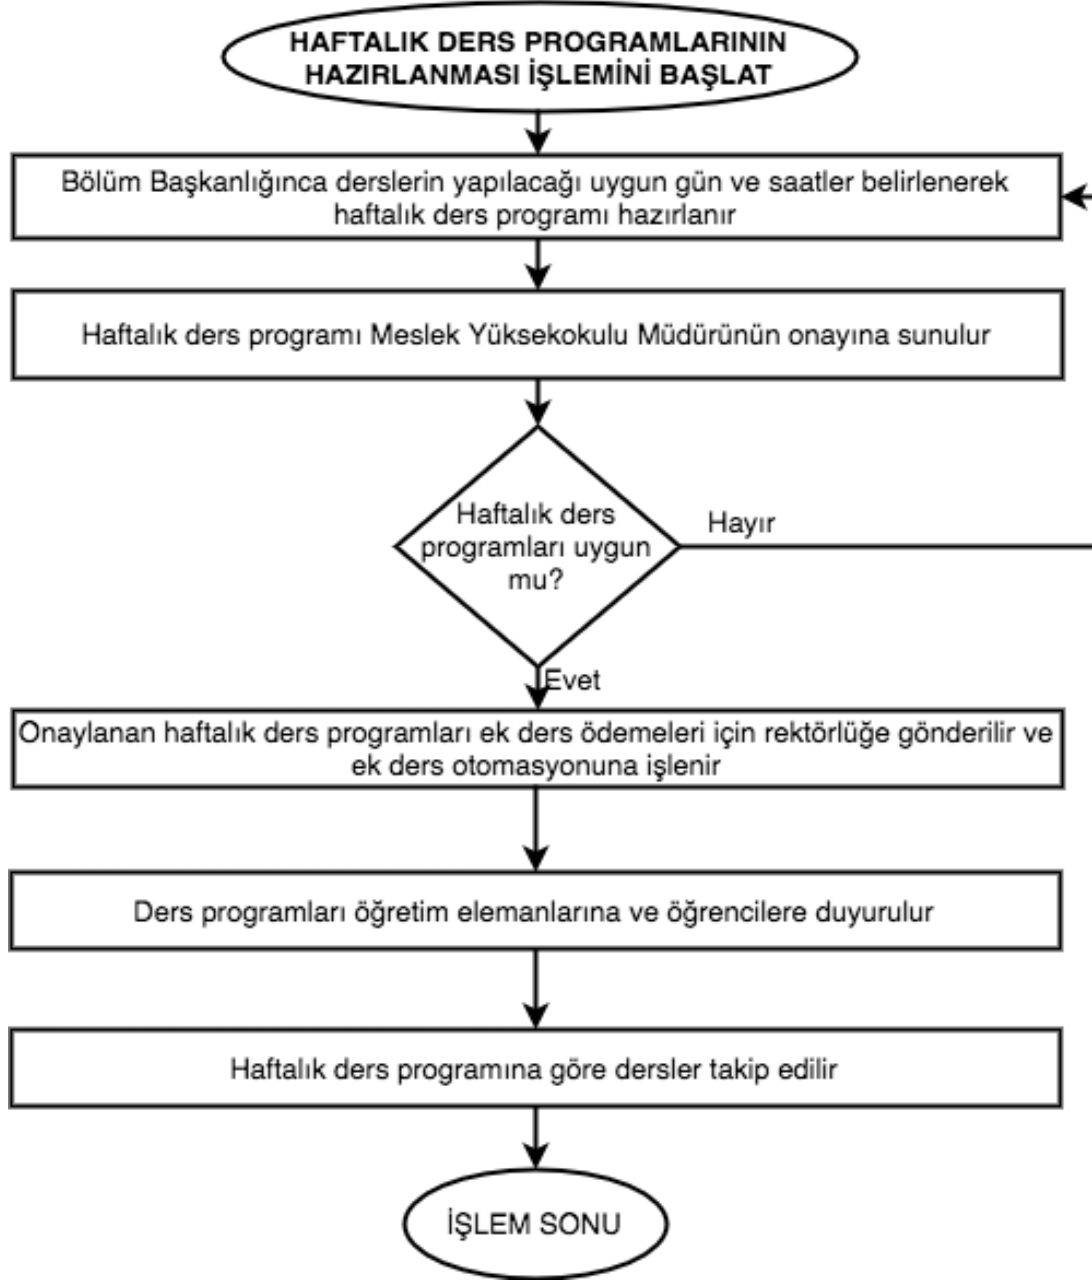 HAFTALIK DERS PROGRAMLARININ
HAZIRLANMASI İŞLEMİNİ BAŞLAT
Bölüm Başkanlığınca derslerin yapılacağı uygun gün ve saatler belirlenerek
haftalık ders programı hazırlanır
Haftalık ders programı Meslek Yüksekokulu Müdürünün onayına sunulur
Haftalık ders
programları uygun
mu?
Hayır
Evet
Onaylanan haftalık ders programları ek ders ödemeleri için rektörlüğe gönderilir ve
ek ders otomasyonuna işlenir
Ders programları öğretim elemanlarına ve öğrencilere duyurulur
Haftalık ders programına göre dersler takip edilir
İŞLEM SONU